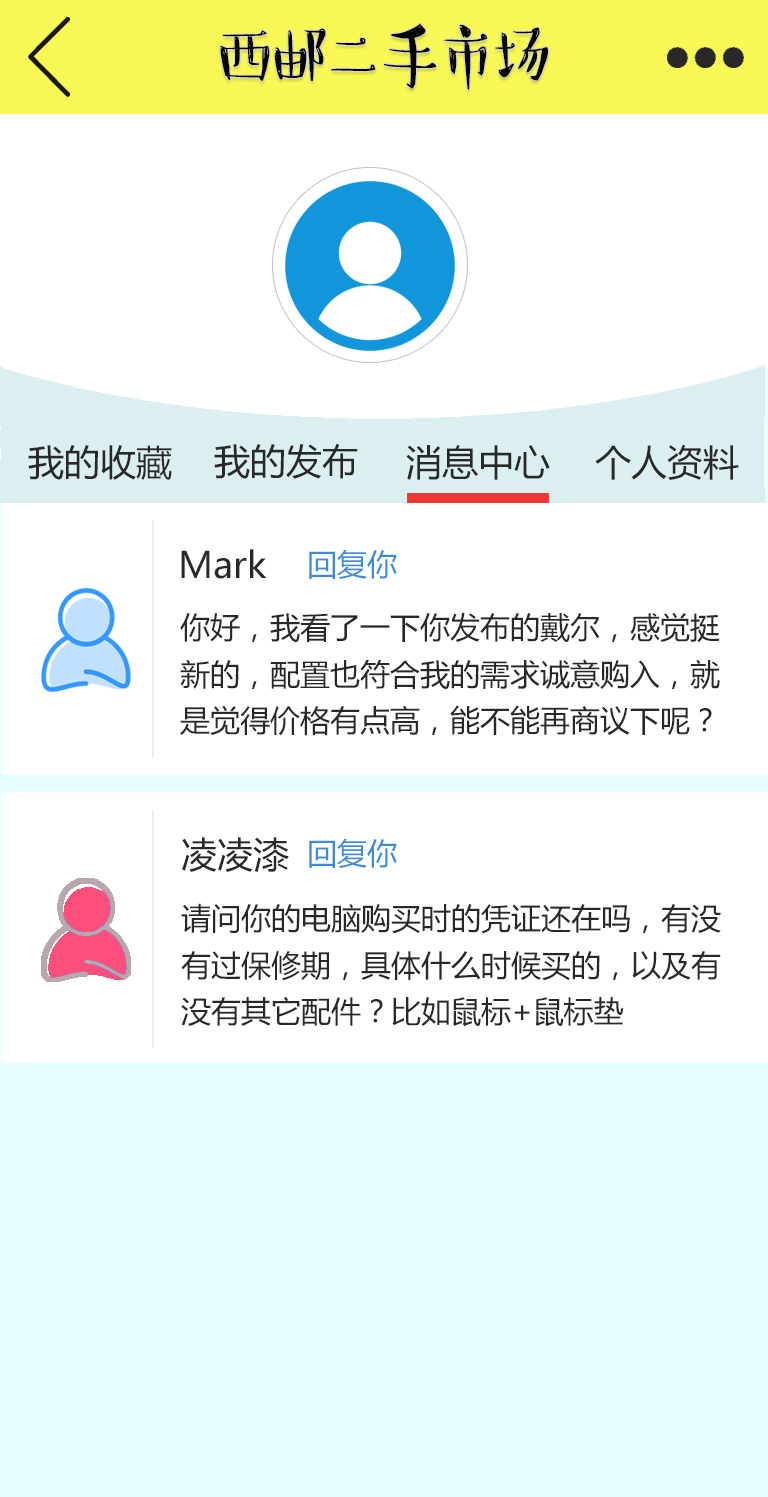 西邮二手市场
我的收藏 我的发布 消息中心 个人资料
Mark 回复你
你好，我看了一下你发布的戴尔，感觉挺
新的，配置也符合我的需求诚意购入，就
是觉得价格有点高，能不能再商议下呢？
凌凌漆 回复你
请问你的电脑购买时的凭证还在吗，有没
有过保修期，具体什么时候买的，以及有
没有其它配件？比如鼠标+鼠标垫